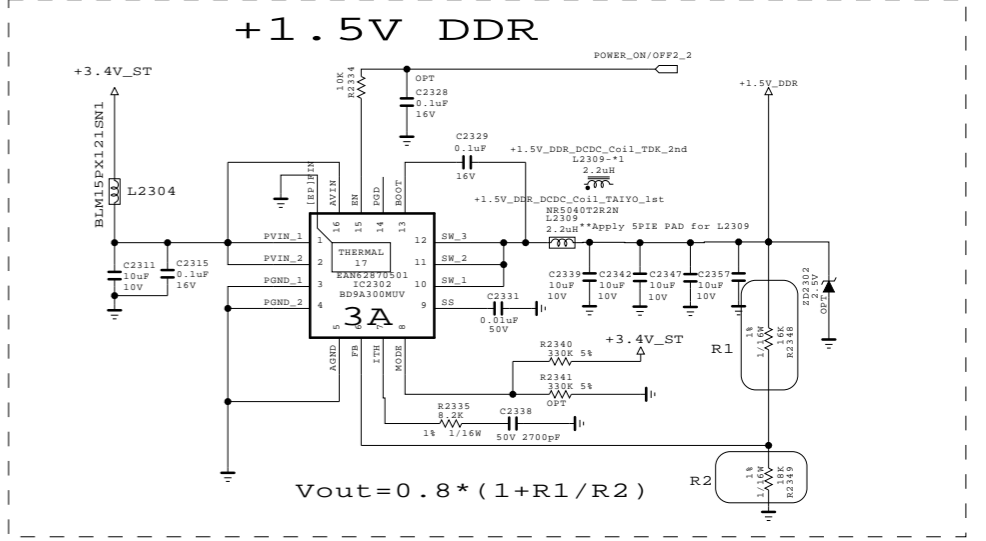 +1.5V DDR
POWER_ON/OFF2_2
+3.4V_ST
+1.5V_DDR
10K
R2334
OPT
C2328
0.1uF
16V
BLM15PX121SN1
L2304
C2329
0.1uF
16V
+1.5V_DDR_DCDC_Coil_TDK_2nd
L2309-*1
2.2uH
+1.5V_DDR_DCDC_Coil_TAIYO_1st
NR5040T2R2N
L2309
2.2uH
**Apply 5PIE PAD for L2309
[EP]FIN
AVIN
EN
PGD
BOOT
16
15
14
13
PVIN_1
1
PVIN_2
2
PGND_1
3
PGND_2
4
THERMAL
17
EAN62870501
IC2302
BD9A300MUV
3A
12
SW_3
11
SW_2
10
SW_1
9
SS
5
6
7
8
AGND
FB
ITH
MODE
C2311
10uF
10V
C2315
0.1uF
16V
C2331
0.01uF
50V
C2339
10uF
10V
C2342
10uF
10V
C2347
10uF
10V
C2357
10uF
10V
ZD2302
2.5V
OPT
R1
1%
1/16W
16K
R2348
R2340
330K 5%
+3.4V_ST
R2341
330K 5%
OPT
R2335
8.2K
1% 1/16W
C2338
50V 2700pF
R2
1%
1/16W
18K
R2349
Vout=0.8*(1+R1/R2)